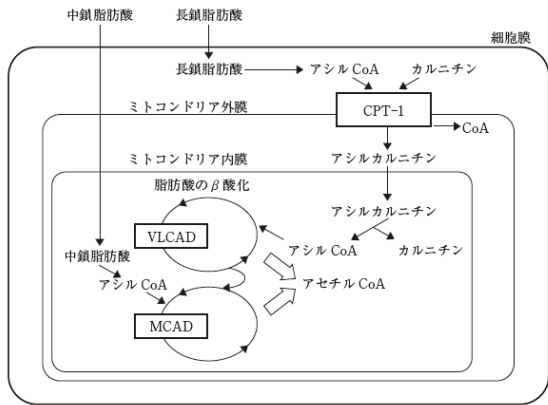 中鎖脂肪酸
長鎖脂肪酸
細胞膜
長鎖脂肪酸
アシル CoA
カルニチン
ミトコンドリア外膜
CPT-1
CoA
ミトコンドリア内膜
アシルカルニチン
脂肪酸のβ酸化
アシルカルニチン
VLCAD
アシル CoA
カルニチン
中鎖脂肪酸
アシル CoA
アセチル CoA
MCAD